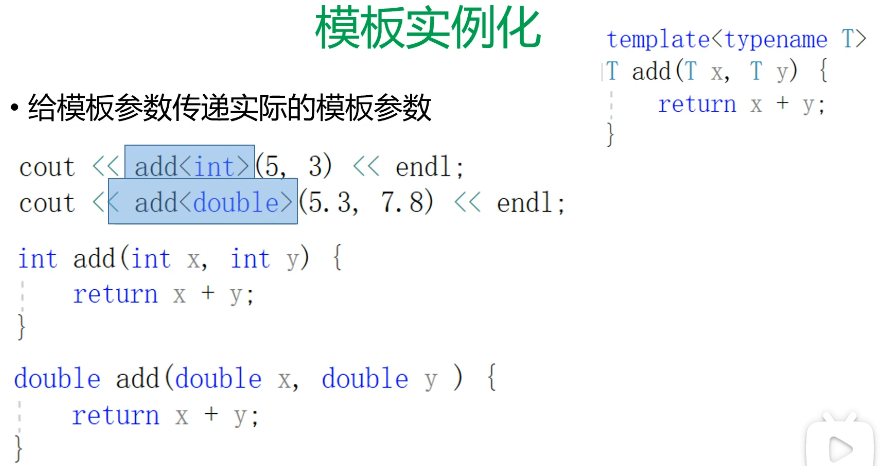 模板实例化
template<typename T>
T add(T x, T y) {
return x + y;
}
• 给模板参数传递实际的模板参数
cout << add<int>(5, 3) << endl;
cout << add<double>(5.3, 7.8) << endl;
int add(int x, int y) {
return x + y;
}
double add(double x, double y ) {
return x + y;
}